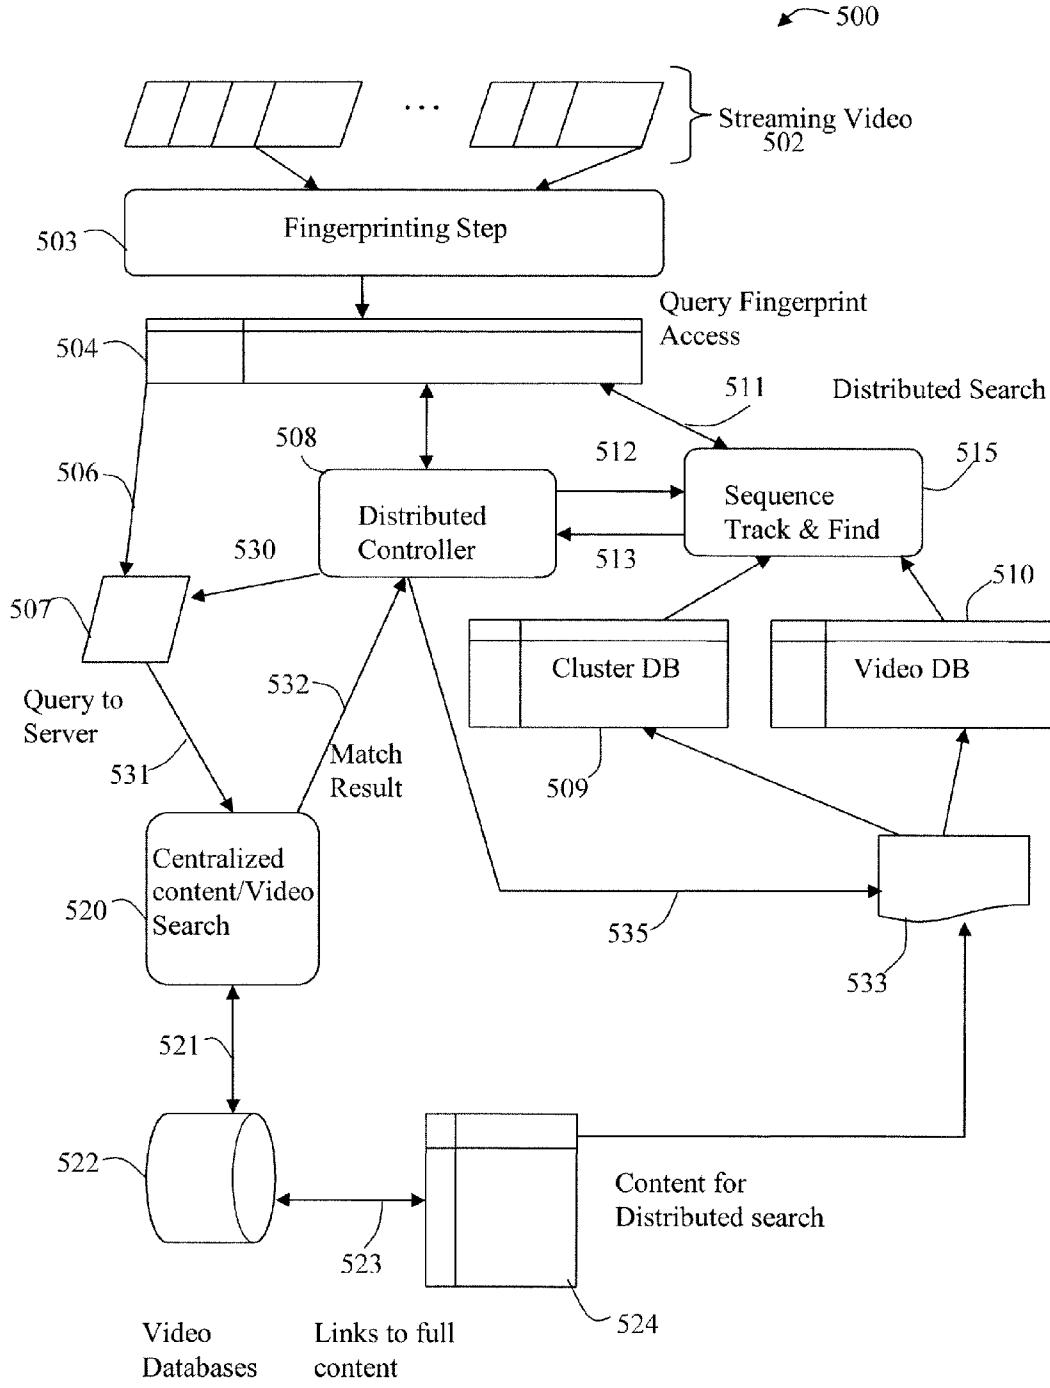 500
Streaming Video
502
...
503
Fingerprinting Step
Query Fingerprint
Access
504
511
Distributed Search
508
512
515
506
Distributed
Controller
Sequence
Track & Find
530
513
510
507
Cluster DB
Video DB
532
Query to
Server
531
Match
Result
509
Centralized
content/Video
Search
520
535
533
521
522
523
Content for
Distributed search
524
Video
Databases
Links to full
content